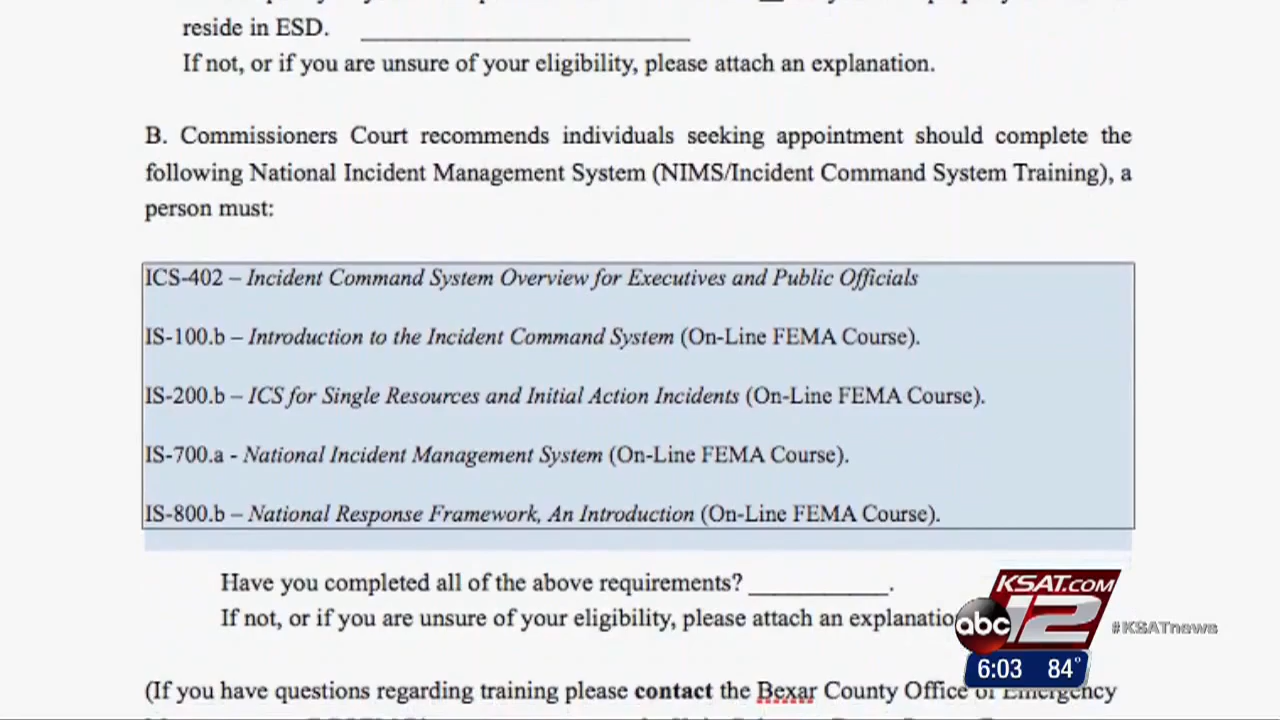 reside in ESD. ____________________
If not, or if you are unsure of your eligibility, please attach an explanation.
B. Commissioners Court recommends individuals seeking appointment should complete the
following National Incident Management System (NIMS/Incident Command System Training), a
person must:
ICS-402 – Incident Command System Overview for Executives and Public Officials
IS-100.b – Introduction to the Incident Command System (On-Line FEMA Course).
IS-200.b – ICS for Single Resources and Initial Action Incidents (On-Line FEMA Course).
IS-700.a - National Incident Management System (On-Line FEMA Course).
IS-800.b – National Response Framework, An Introduction (On-Line FEMA Course).
Have you completed all of the above requirements? ___________.
If not, or if you are unsure of your eligibility, please attach an explanatio
KSAT.COM
abc 12
#KSATnews
6:03 84°
(If you have questions regarding training please contact the Bexar County Office of Emergency